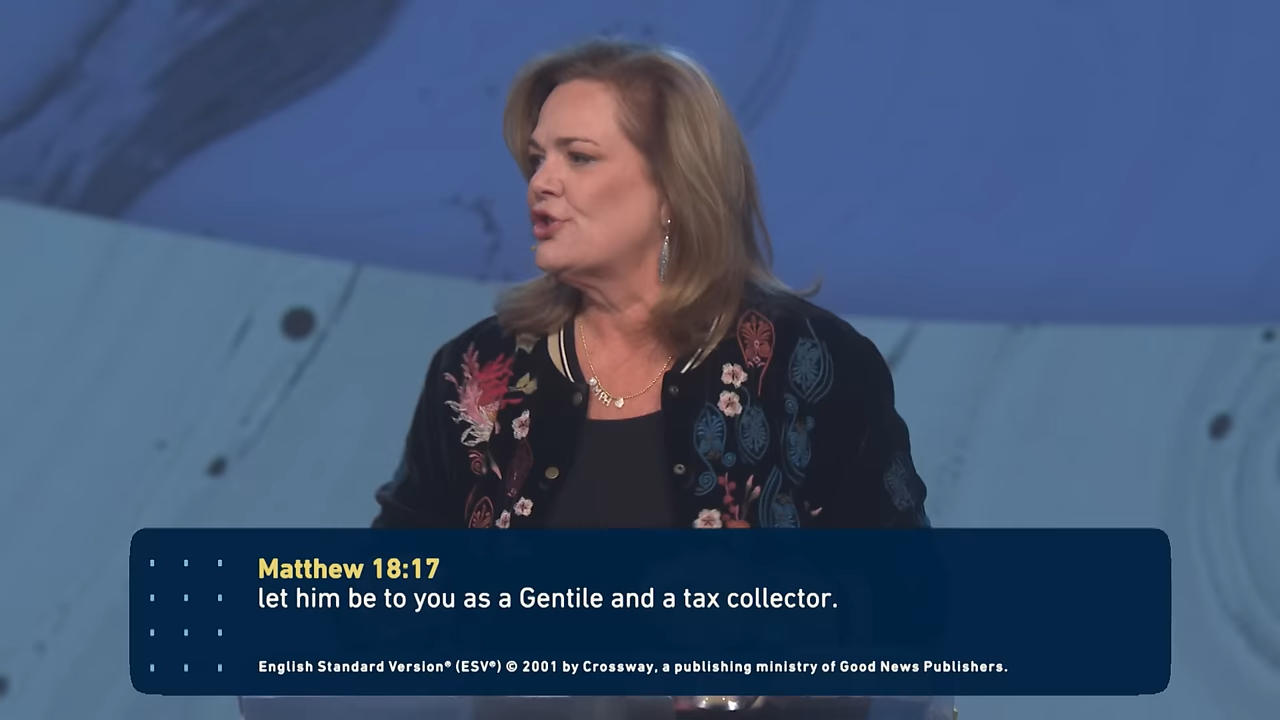 Matthew 18:17
let him be to you as a Gentile and a tax collector.
English Standard Version® (ESV®) © 2001 by Crossway, a publishing ministry of Good News Publishers.